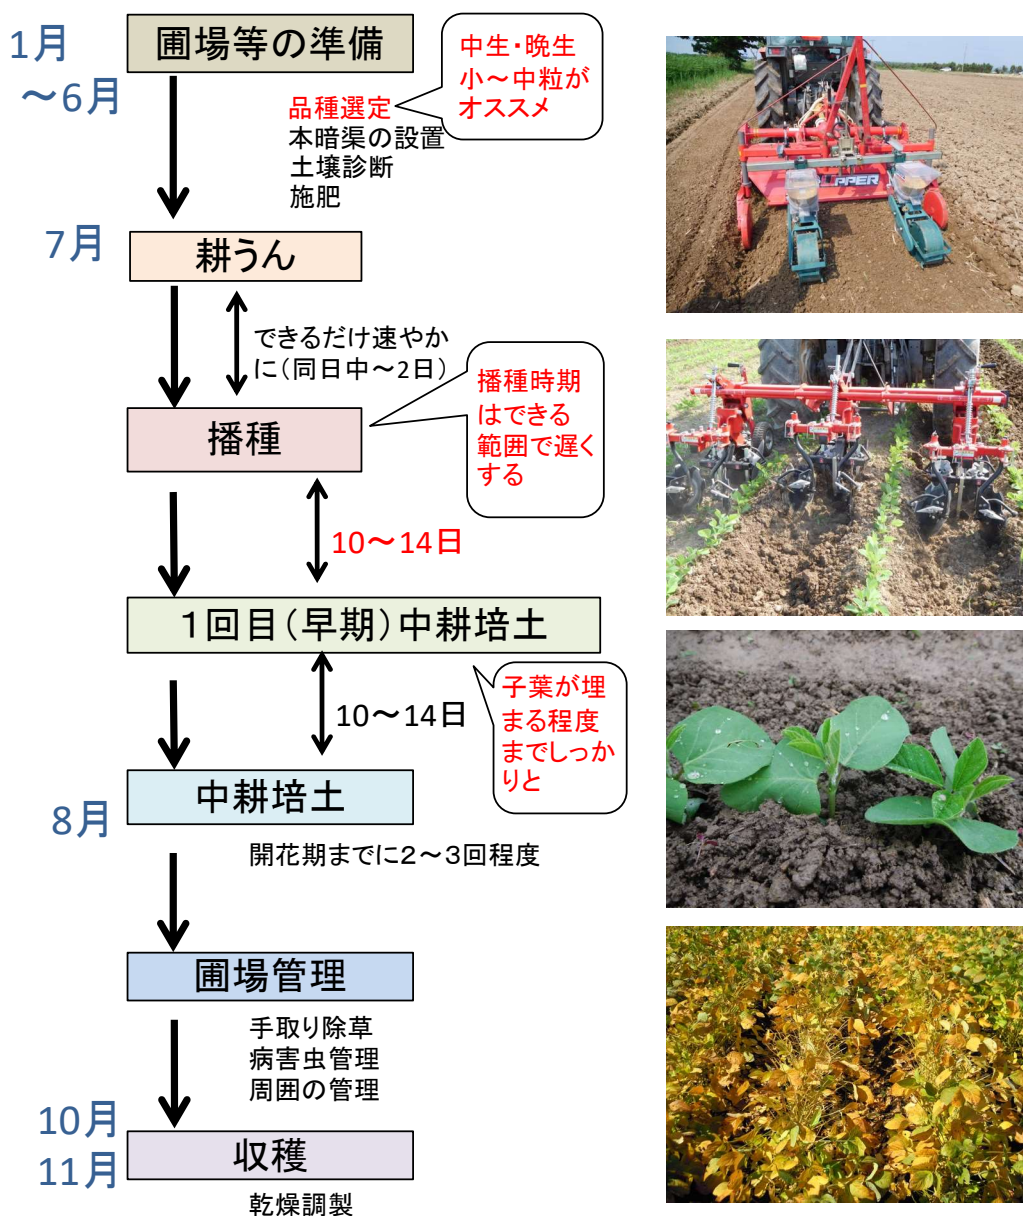 1月
～6月
圃場等の準備
中生・晩生
小～中粒が
オススメ
品種選定
本暗渠の設置
土壌診断
施肥
7月
耕うん
できるだけ速やか
に（同日中～2日）
播種時期
はできる
範囲で遅く
する
播種
10～14日
１回目（早期）中耕培土
子葉が埋
まる程度
までしっか
りと
10～14日
8月
中耕培土
開花期までに２～３回程度
圃場管理
手取り除草
病害虫管理
周囲の管理
10月
11月
収穫
乾燥調製